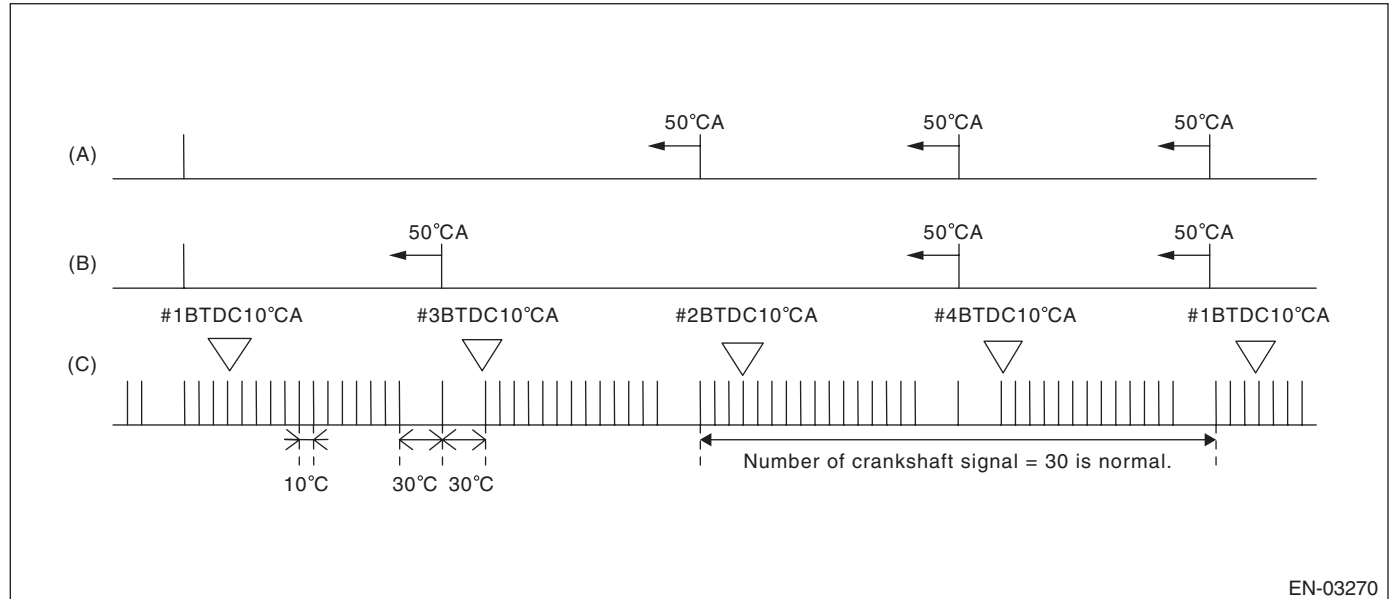 50°CA 50°CA 50°CA
(A)
50°CA 50°CA 50°CA
(B)
#1BTDC10°CA #3BTDC10°CA #2BTDC10°CA #4BTDC10°CA #1BTDC10°CA
(C)
Number of crankshaft signal = 30 is normal.
10°C 30°C 30°C
EN-03270